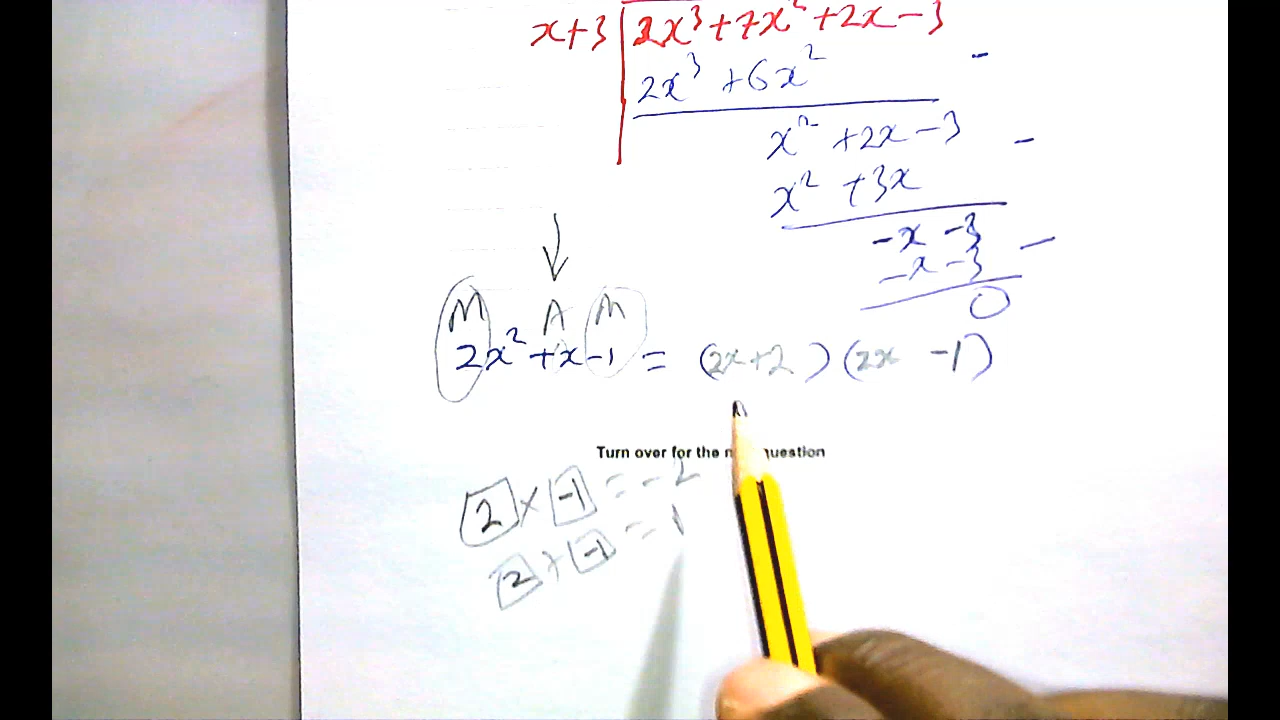 x+3 | 2x³ + 7x² + 2x - 3
2x³ + 6x² -
x² + 2x - 3 -
x² + 3x
-x - 3 -
-x - 3
0
M A M
2x² + x - 1 = (2x+2)(2x - 1)
Turn over for the question
2 x -1 = -2
2 + -1 = 1